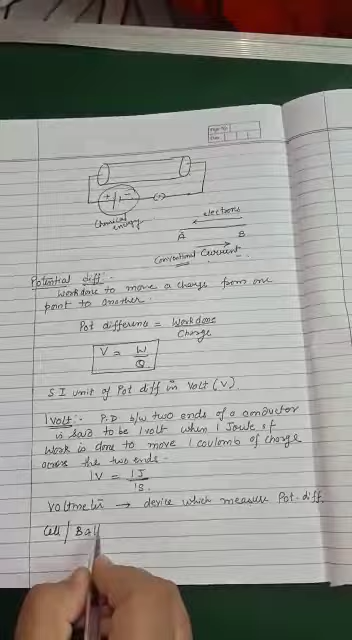 + -
Chemical energy
electrons
A B
Conventional Current
Potential diff:-
Work done to move a charge from one
point to another.
Pot difference = Work done / Charge
V = W / Q
S I unit of Pot diff is Volt (V)
1 Volt:- P.D b/w two ends of a conductor
is said to be 1 volt when 1 Joule of
Work is done to move 1 coulomb of charge
across the two ends-
1V = 1J / 1S
Voltmeter → device which measure Pot. diff
Cell / Bat